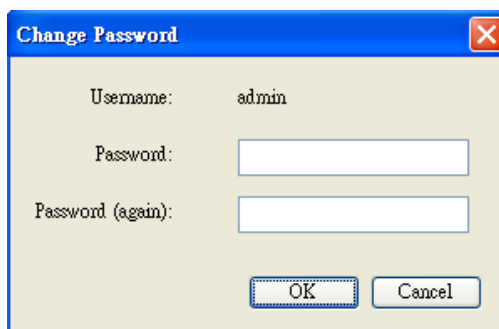 Change Password
Username: admin
Password:
Password (again):
OK Cancel